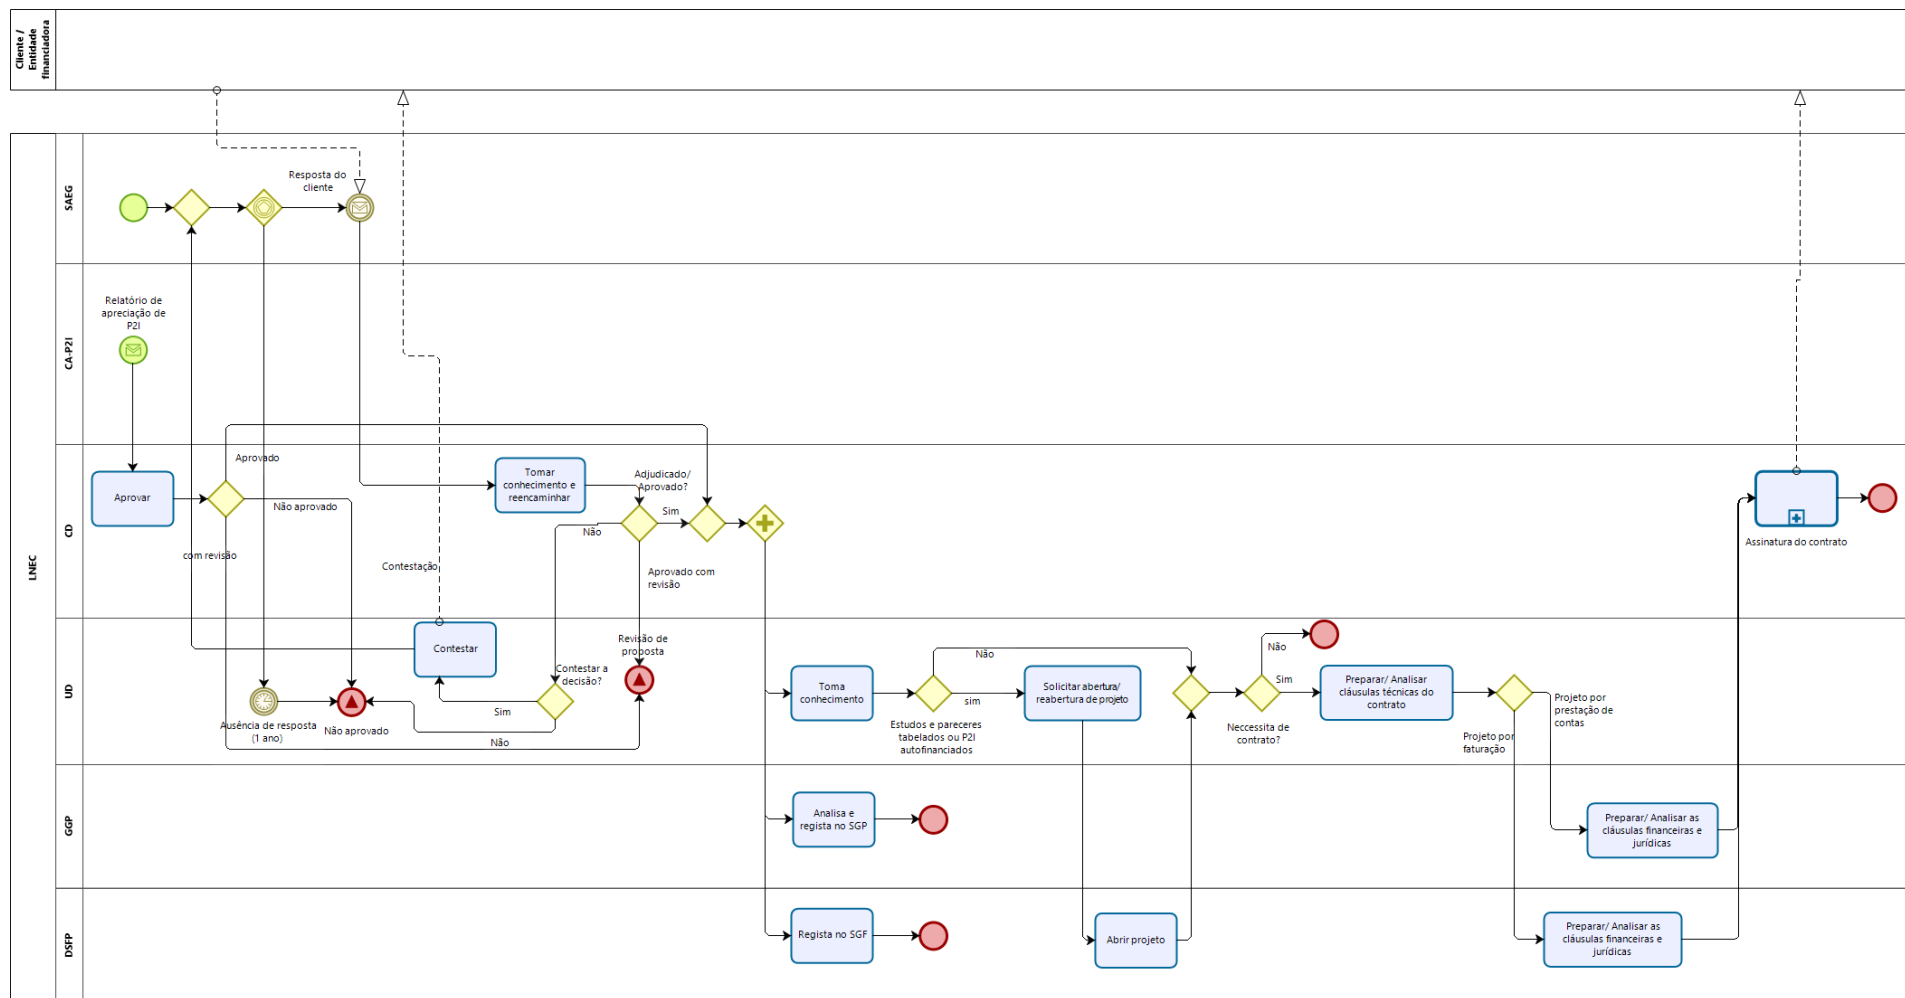 Cliente /
Entidade
financiadora
LNEC
SAEG
Resposta do
cliente
CA-P2I
Relatório de
apreciação de
P2I
CD
Aprovar
Aprovado
Não aprovado
com revisão
Contestação
Tomar
conhecimento e
reencaminhar
Adjudicado/
Aprovado?
Sim
Não
Aprovado com
revisão
Assinatura do contrato
UD
Contestar
Contestar a
decisão?
Sim
Não
Revisão de
proposta
Ausência de resposta
(1 ano)
Não aprovado
Toma
conhecimento
Não
sim
Estudos e pareceres
tabelados ou P2I
autofinanciados
Solicitar abertura/
reabertura de projeto
Neccessita de
contrato?
Não
Sim
Preparar/ Analisar
cláusulas técnicas do
contrato
Projeto por
prestação de
contas
Projeto por
faturação
GGP
Analisa e
regista no SGP
Preparar/ Analisar as
cláusulas financeiras e
jurídicas
DSFP
Regista no SGF
Abrir projeto
Preparar/ Analisar as
cláusulas financeiras e
jurídicas